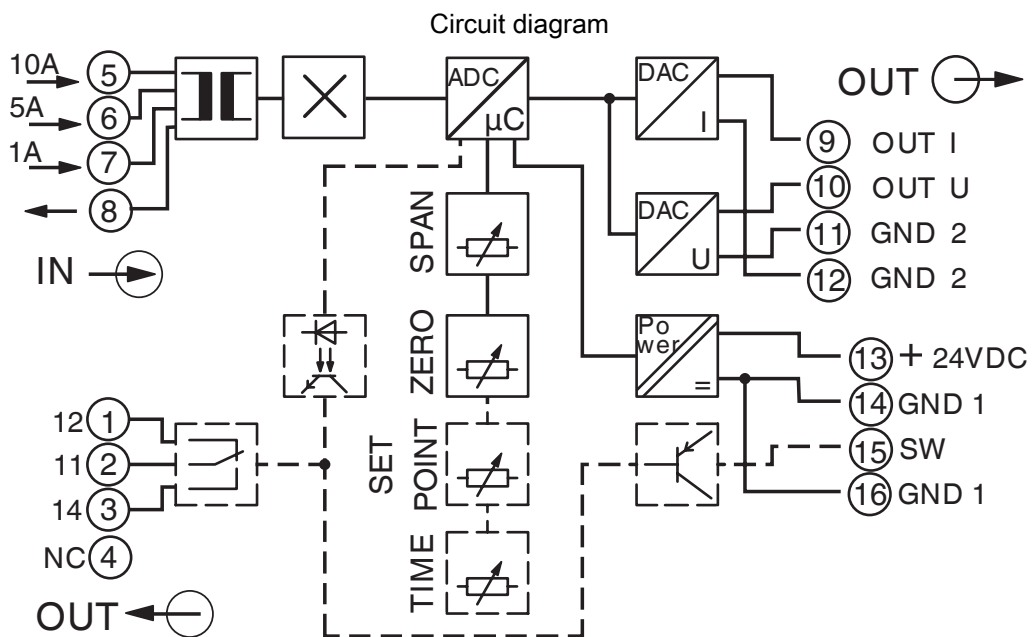 Circuit diagram
10A 5
5A 6
1A 7
8
IN
ADC
µC
DAC
I
DAC
U
OUT
9 OUT I
10 OUT U
11 GND 2
12 GND 2
SPAN
ZERO
SET
POINT
TIME
Po
wer
=
13 + 24VDC
14 GND 1
15 SW
16 GND 1
12 1
11 2
14 3
NC 4
OUT